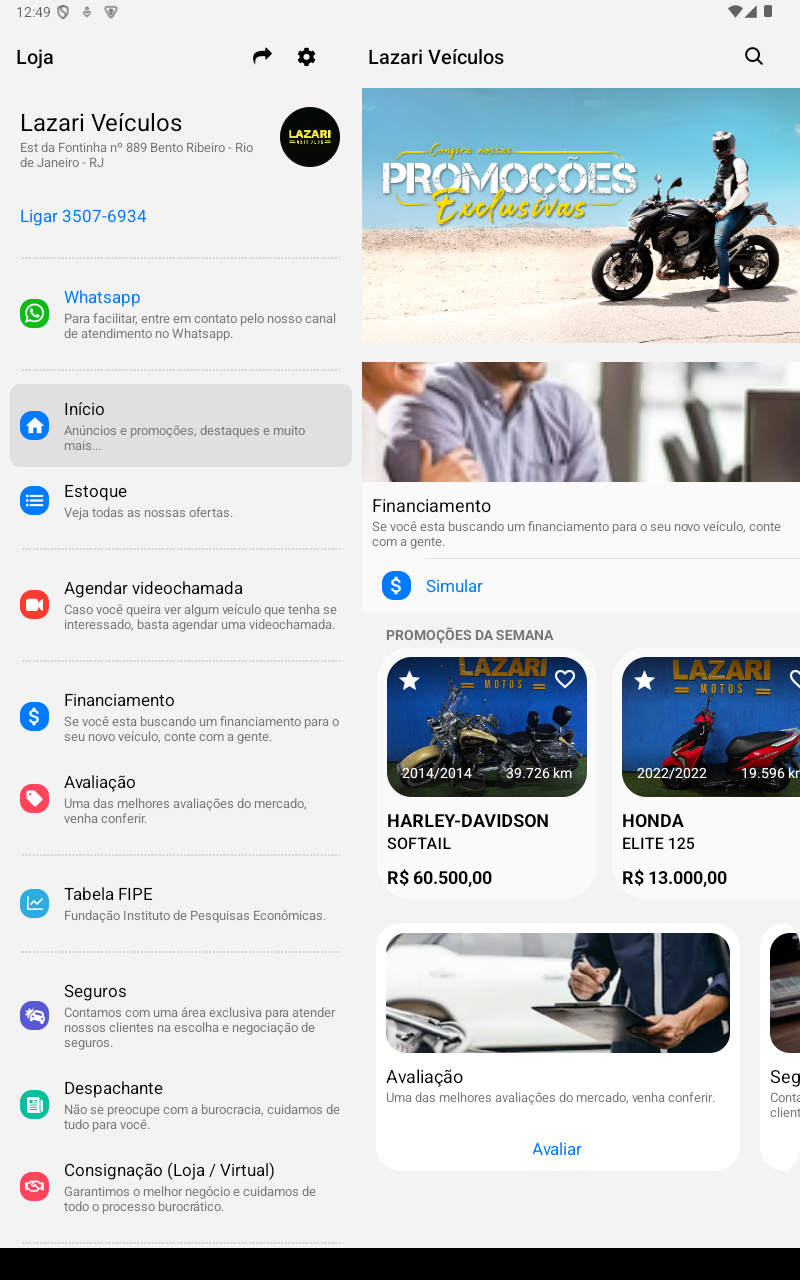 12:49
Loja
Lazari Veículos
Est da Fontinha nº 889 Bento Ribeiro - Rio
de Janeiro - RJ
LAZARI
VEÍCULOS
Ligar 3507-6934
Whatsapp
Para facilitar, entre em contato pelo nosso canal
de atendimento no Whatsapp.
Início
Anúncios e promoções, destaques e muito
mais...
Estoque
Veja todas as nossas ofertas.
Agendar videochamada
Caso você queira ver algum veículo que tenha se
interessado, basta agendar uma videochamada.
Financiamento
Se você esta buscando um financiamento para o
seu novo veículo, conte com a gente.
Avaliação
Uma das melhores avaliações do mercado,
venha conferir.
Tabela FIPE
Fundação Instituto de Pesquisas Econômicas.
Seguros
Contamos com uma área exclusiva para atender
nossos clientes na escolha e negociação de
seguros.
Despachante
Não se preocupe com a burocracia, cuidamos de
tudo para você.
Consignação (Loja / Virtual)
Garantimos o melhor negócio e cuidamos de
todo o processo burocrático.
Lazari Veículos
Confira nossas
PROMOÇÕES
Exclusivas
Financiamento
Se você esta buscando um financiamento para o seu novo veículo, conte
com a gente.
Simular
PROMOÇÕES DA SEMANA
LAZARI
MOTOS
2014/2014 39.726 km
HARLEY-DAVIDSON
SOFTAIL
R$ 60.500,00
LAZARI
MOTOS
2022/2022 19.596 kr
HONDA
ELITE 125
R$ 13.000,00
Avaliação
Uma das melhores avaliações do mercado, venha conferir.
Avaliar
Seg
Conta
client